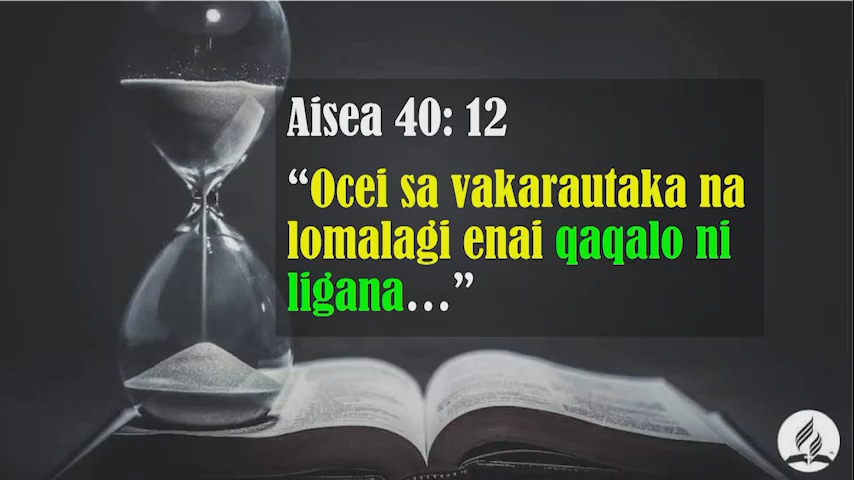 Aisea 40: 12
“Ocei sa vakarautaka na
lomalagi enai qaqalo ni
ligana...”